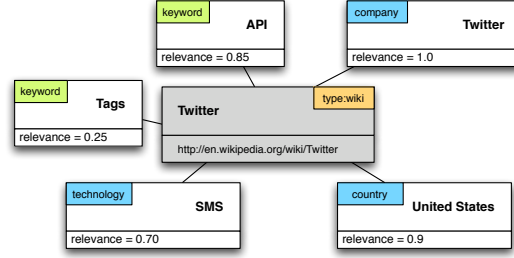 keyword
API
relevance = 0.85
company
Twitter
relevance = 1.0
keyword
Tags
relevance = 0.25
type:wiki
Twitter
http://en.wikipedia.org/wiki/Twitter
technology
SMS
relevance = 0.70
country
United States
relevance = 0.9